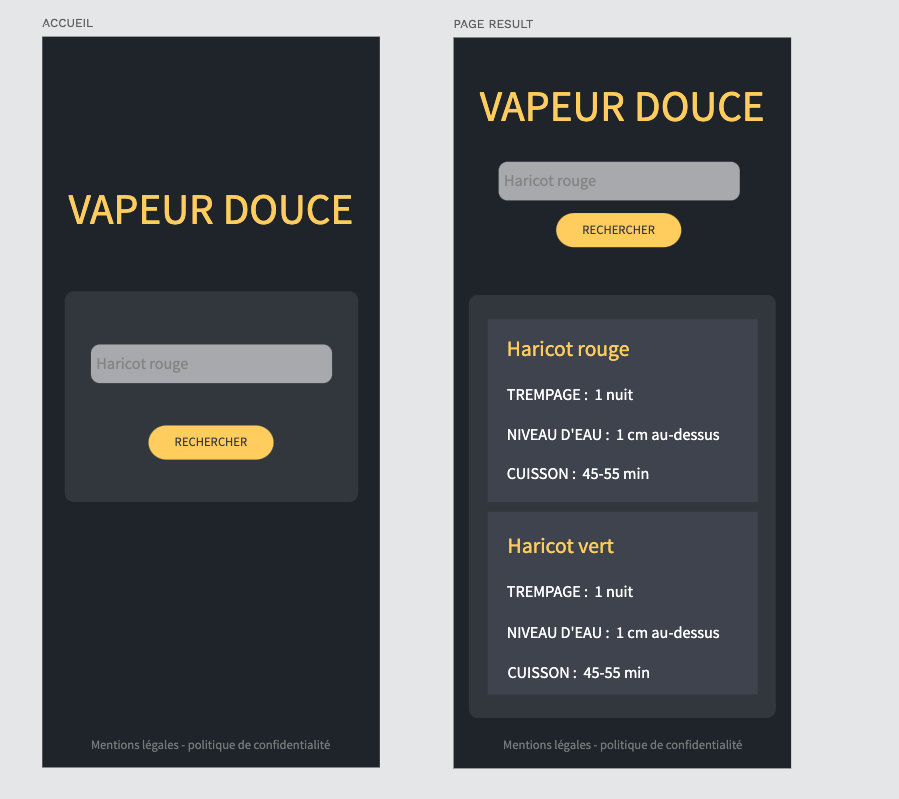 ACCUEIL
VAPEUR DOUCE
Haricot rouge
RECHERCHER
Mentions légales - politique de confidentialité
PAGE RESULT
VAPEUR DOUCE
Haricot rouge
RECHERCHER
Haricot rouge
TREMPAGE : 1 nuit
NIVEAU D'EAU : 1 cm au-dessus
CUISSON : 45-55 min
Haricot vert
TREMPAGE : 1 nuit
NIVEAU D'EAU : 1 cm au-dessus
CUISSON : 45-55 min
Mentions légales - politique de confidentialité